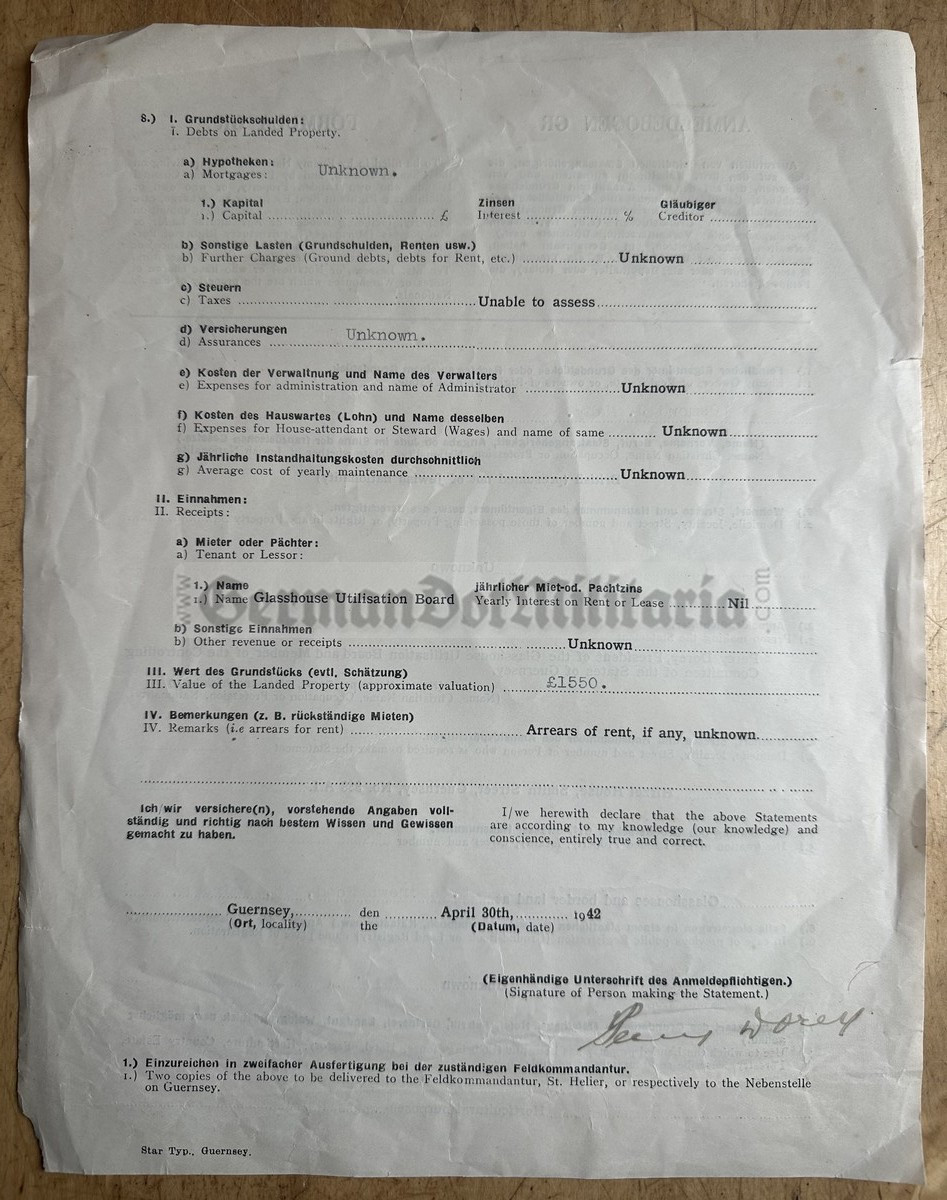 8.) I. Grundstückschulden:
I. Debts on Landed Property.
a) Hypotheken:
a) Mortgages: Unknown.
1.) Kapital Zinsen Gläubiger
1.) Capital £ Interest % Creditor
b) Sonstige Lasten (Grundschulden, Renten usw.)
b) Further Charges (Ground debts, debts for Rent, etc.) Unknown
c) Steuern
c) Taxes Unable to assess
d) Versicherungen
d) Assurances Unknown.
e) Kosten der Verwaltnung und Name des Verwalters
e) Expenses for administration and name of Administrator Unknown
f) Kosten des Hauswartes (Lohn) und Name desselben
f) Expenses for House-attendant or Steward (Wages) and name of same Unknown
g) Jährliche Instandhaltungskosten durchschnittlich
g) Average cost of yearly maintenance Unknown
II. Einnahmen:
II. Receipts:
a) Mieter oder Pächter:
a) Tenant or Lessor:
1.) Name jährlicher Miet-od. Pachtzins
1.) Name Glasshouse Utilisation Board Yearly Interest on Rent or Lease Nil
www.GermanDotMilitaria.com
b) Sonstige Einnahmen
b) Other revenue or receipts Unknown
III. Wert des Grundstücks (evtl. Schätzung)
III. Value of the Landed Property (approximate valuation) £1550.
IV. Bemerkungen (z. B. rückständige Mieten)
IV. Remarks (i.e arrears for rent) Arrears of rent, if any, unknown.
Ich/wir versichere(n), vorstehende Angaben voll-
ständig und richtig nach bestem Wissen und Gewissen
gemacht zu haben.
I/we herewith declare that the above Statements
are according to my knowledge (our knowledge) and
conscience, entirely true and correct.
Guernsey, den April 30th, 1942
(Ort, locality) the (Datum, date)
(Eigenhändige Unterschrift des Anmeldepflichtigen.)
(Signature of Person making the Statement.)
Dorey
1.) Einzureichen in zweifacher Ausfertigung bei der zuständigen Feldkommandantur.
1.) Two copies of the above to be delivered to the Feldkommandantur, St. Helier, or respectively to the Nebenstelle
on Guernsey.
Star Typ., Guernsey.